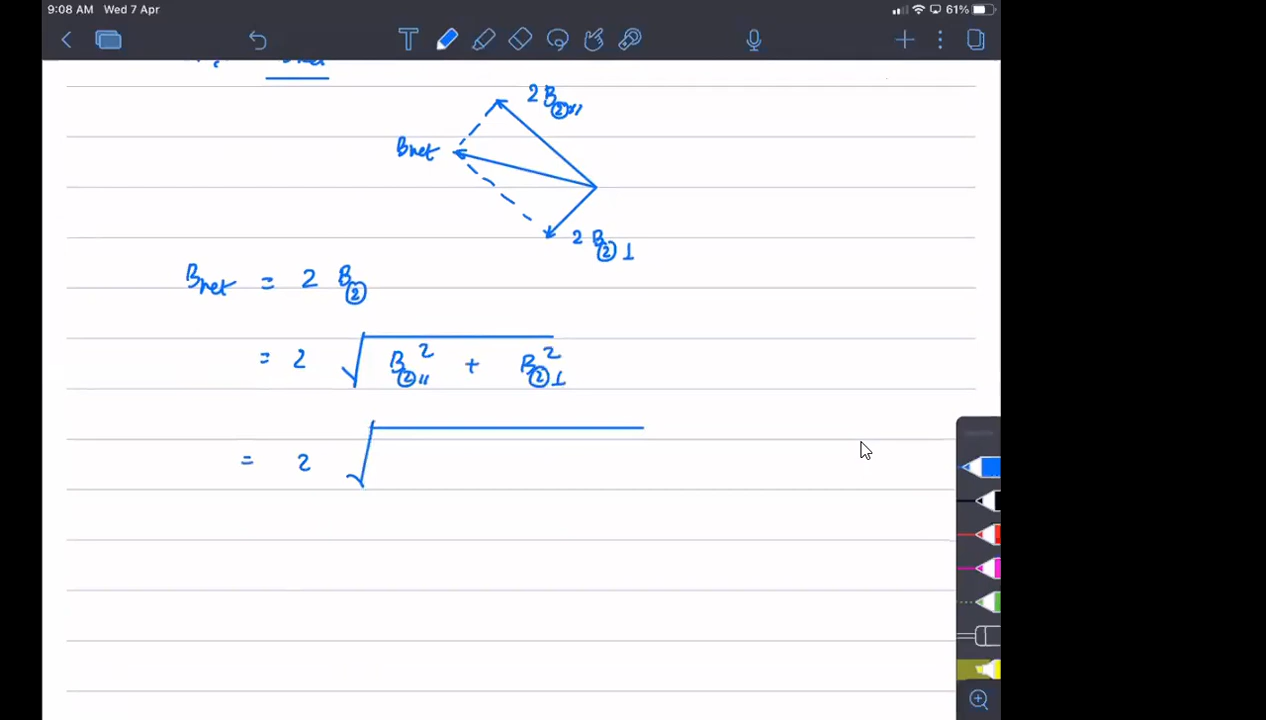 9:08 AM Wed 7 Apr 61%
T
2 B②∥
Bnet
2 B②⊥
Bnet = 2 B②
= 2 √(B②∥² + B②⊥²)
= 2 √